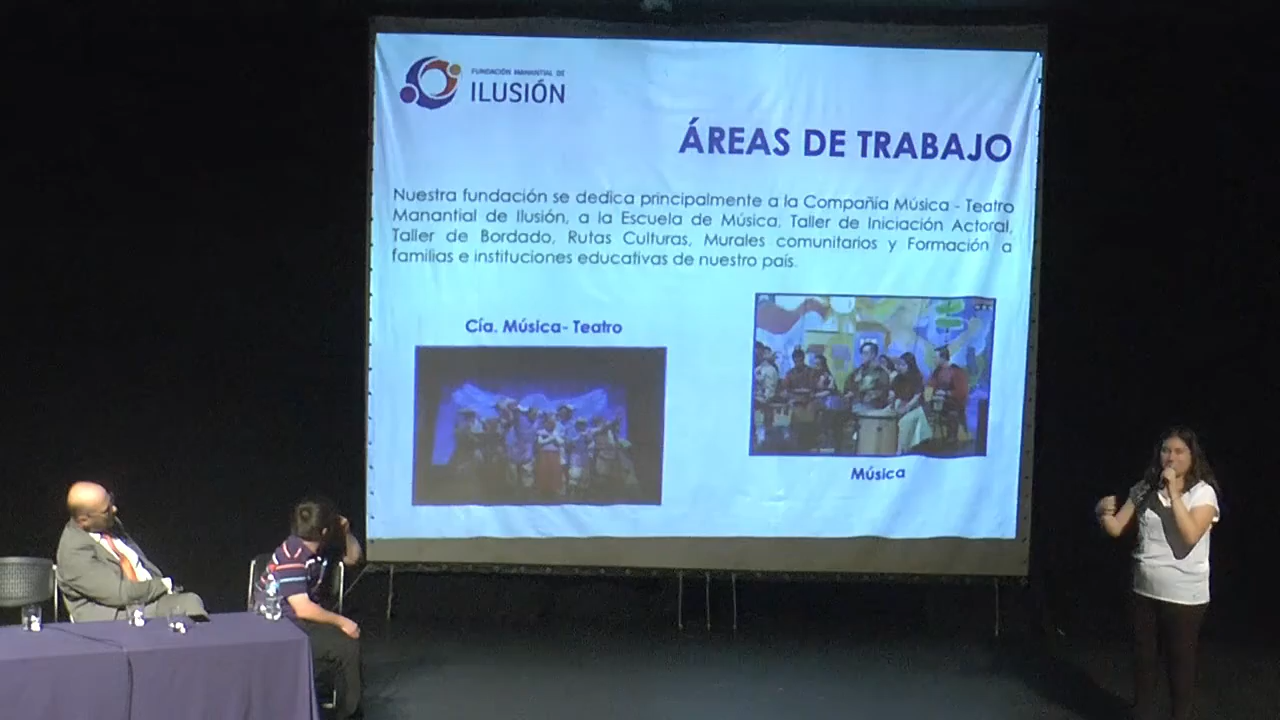 FUNDACIÓN MANANTIAL DE
ILUSIÓN
ÁREAS DE TRABAJO
Nuestra fundación se dedica principalmente a la Compañia Música - Teatro
Manantial de Ilusión, a la Escuela de Música, Taller de Iniciación Actoral,
Taller de Bordado, Rutas Culturas, Murales comunitarios y Formación a
familias e instituciones educativas de nuestro país.
Cía. Música- Teatro
Música